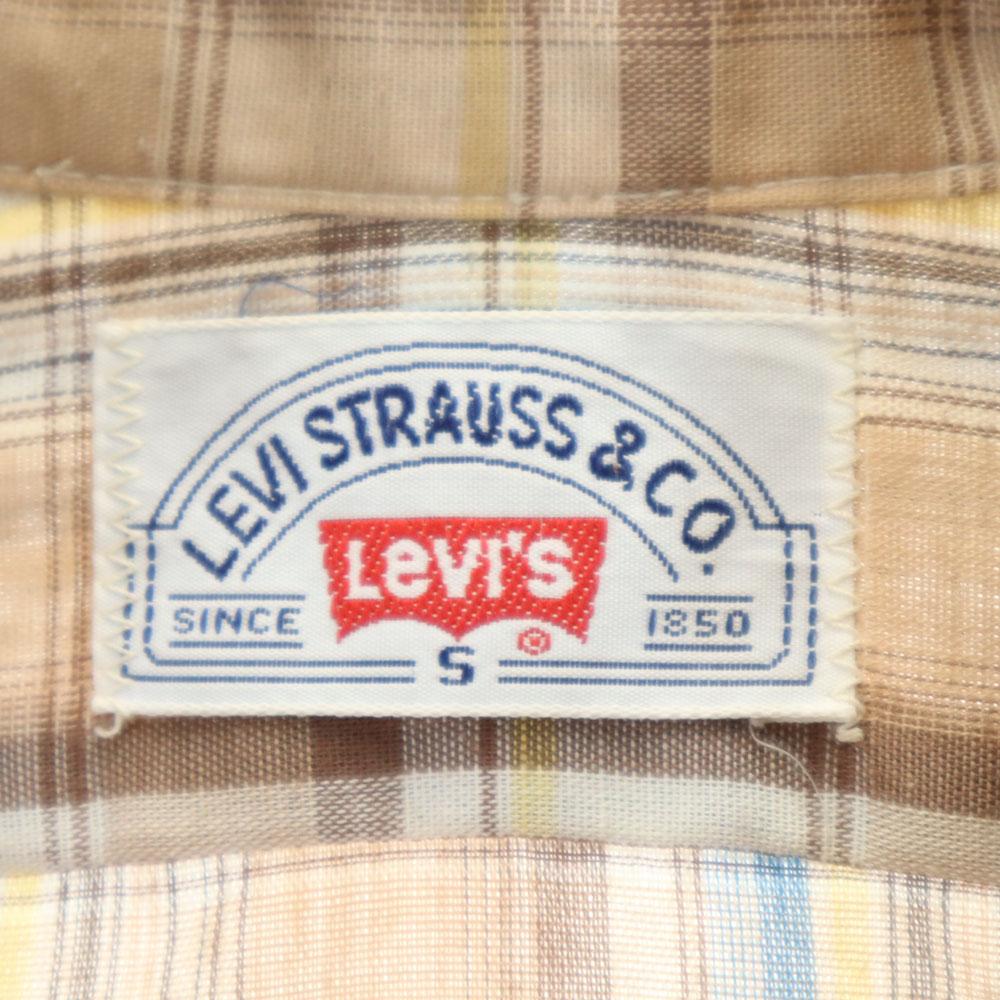 LEVI STRAUSS & CO.
LEVI'S
SINCE 1850
S